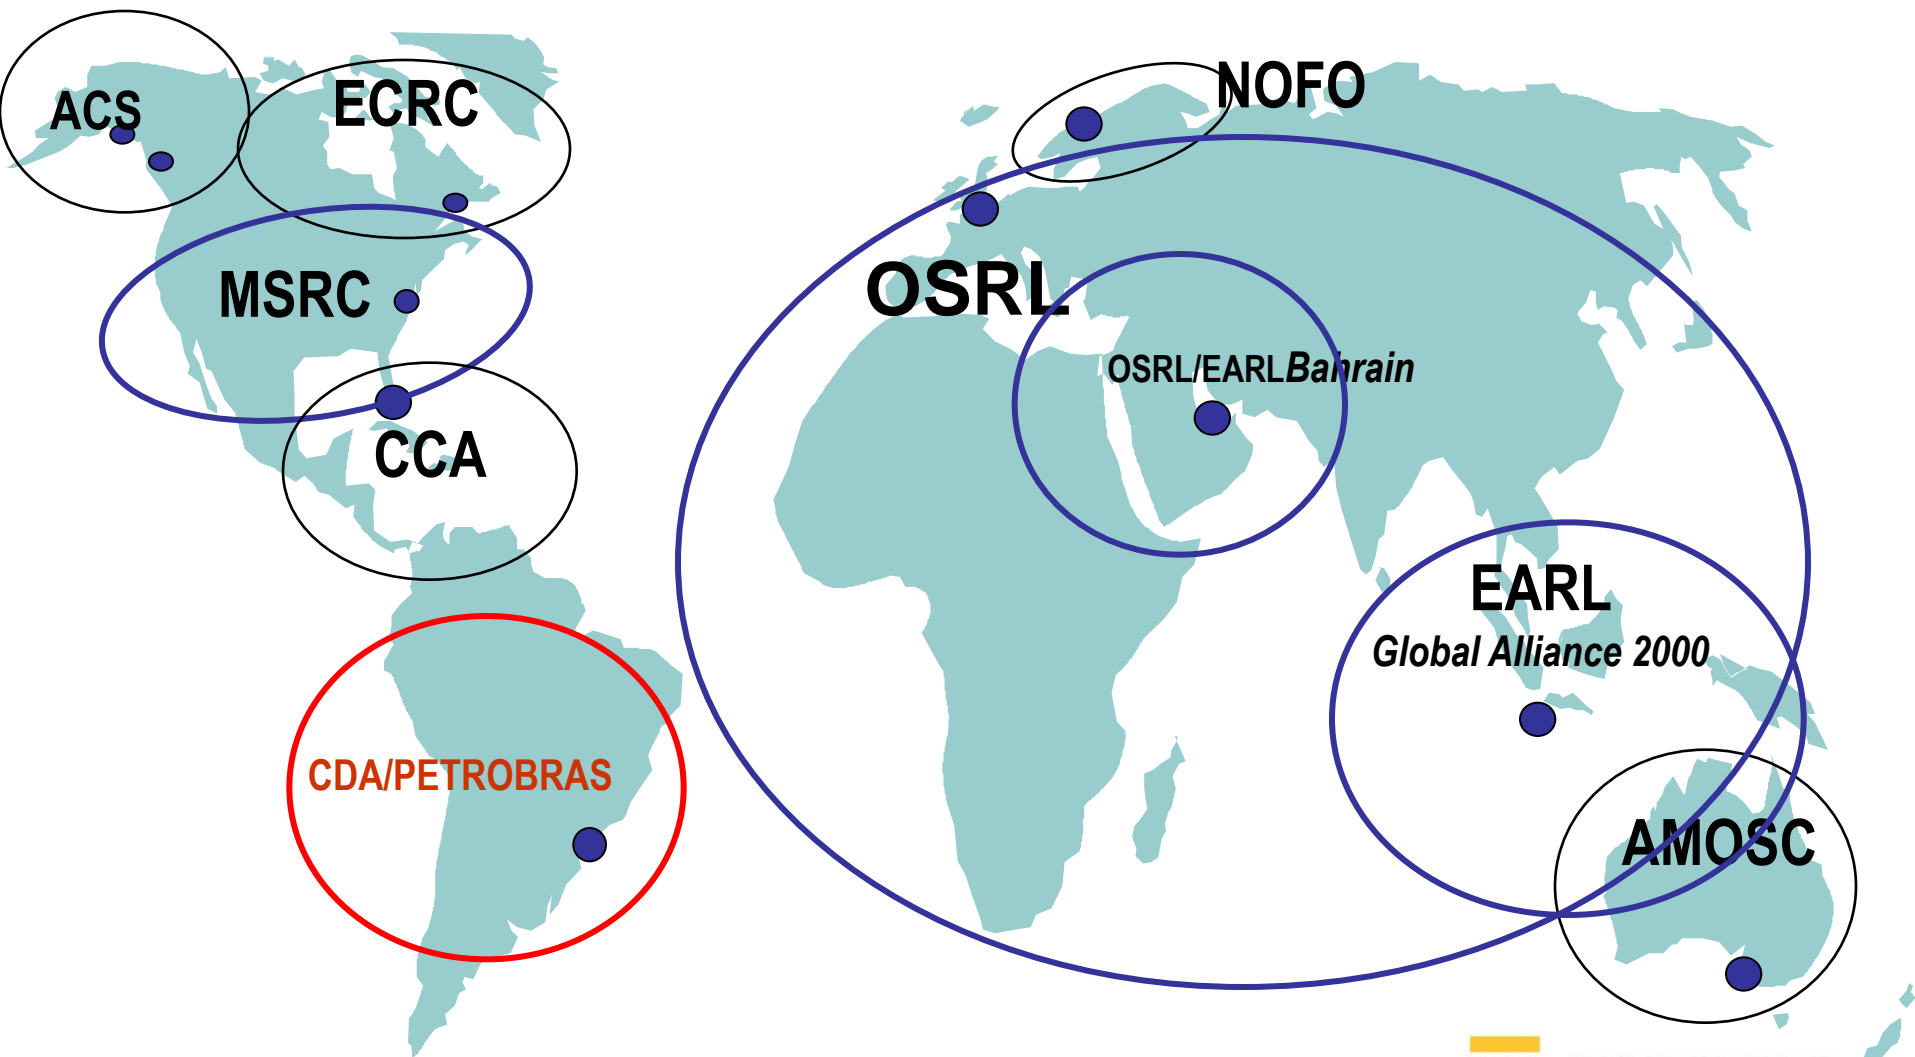 ACS
ECRC
NOFO
MSRC
OSRL
OSRL/EARLBahrain
CCA
EARL
Global Alliance 2000
CDA/PETROBRAS
AMOSC